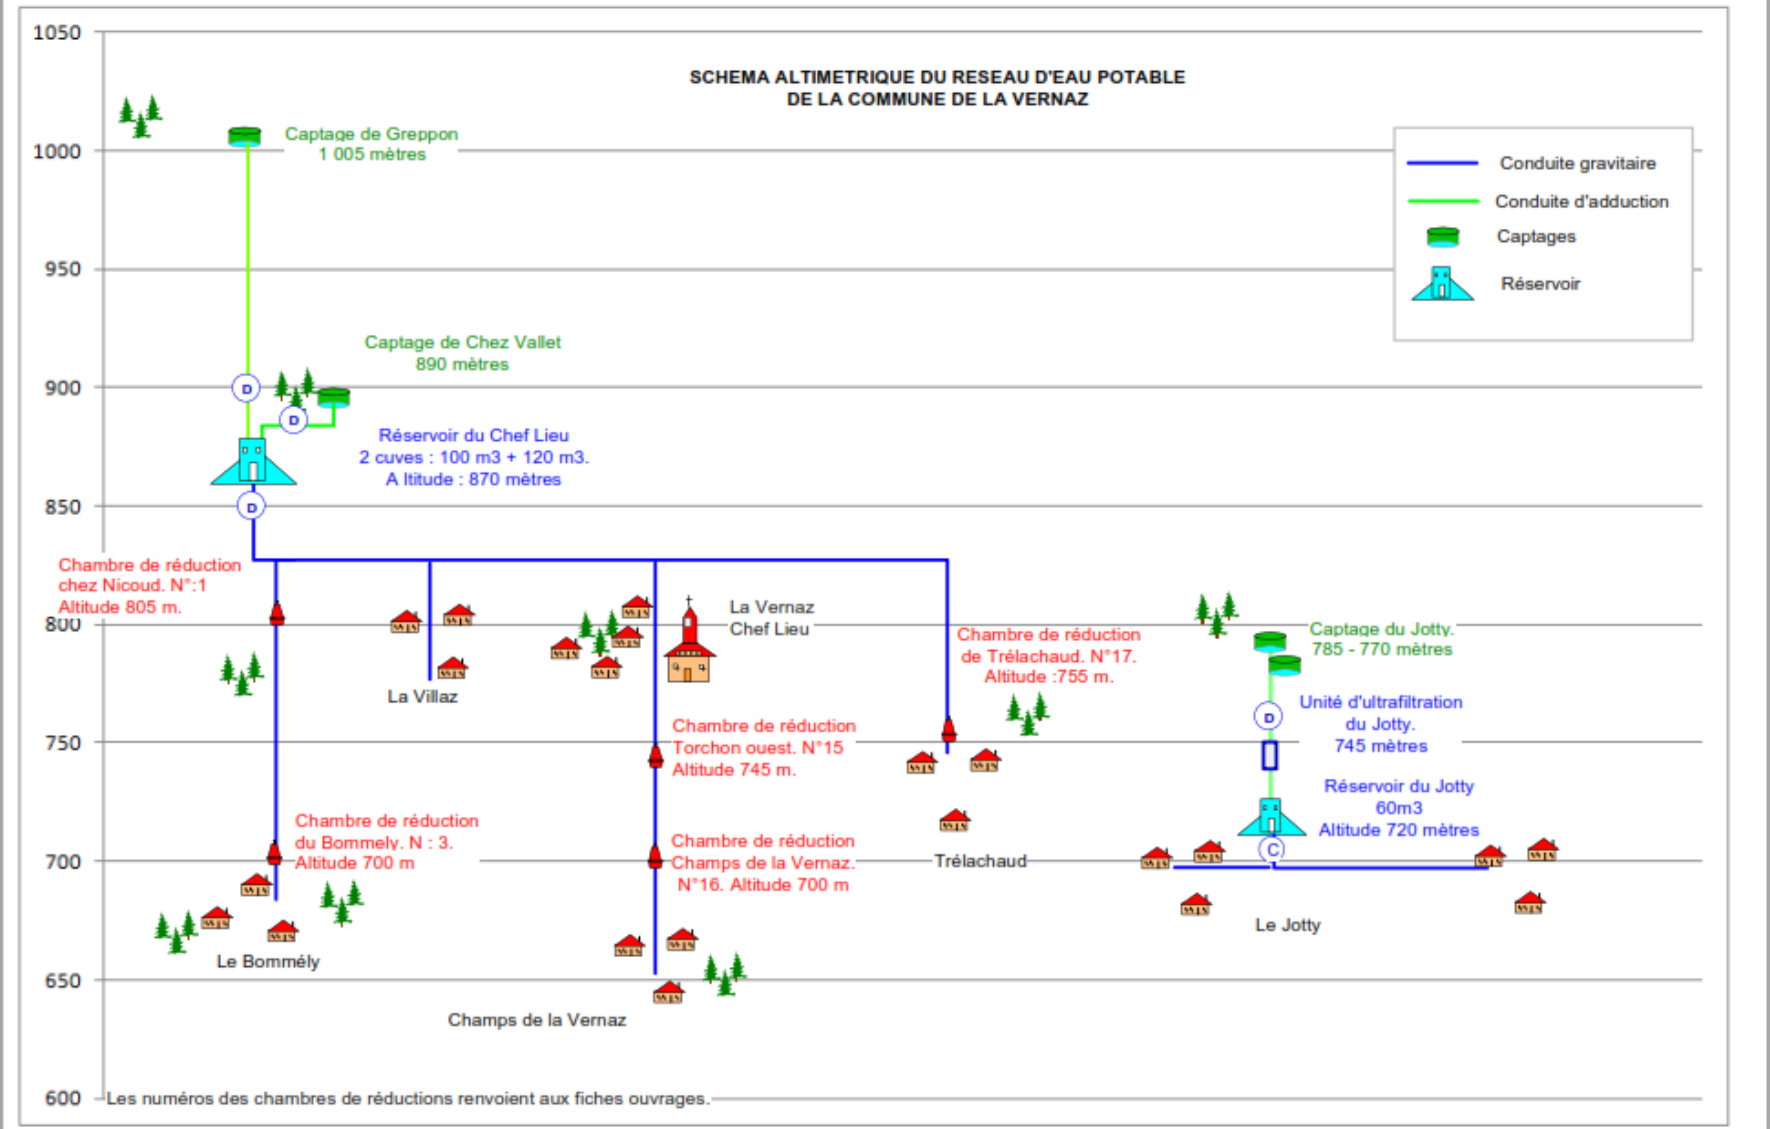 SCHEMA ALTIMETRIQUE DU RESEAU D'EAU POTABLE
DE LA COMMUNE DE LA VERNAZ
1050
1000
950
900
850
800
750
700
650
600
Captage de Greppon
1 005 mètres
Conduite gravitaire
Conduite d'adduction
Captages
Réservoir
Captage de Chez Vallet
890 mètres
D
D
Réservoir du Chef Lieu
2 cuves : 100 m3 + 120 m3.
A ltitude : 870 mètres
D
Chambre de réduction
chez Nicoud. N°:1
Altitude 805 m.
La Villaz
La Vernaz
Chef Lieu
Chambre de réduction
de Trélachaud. N°17.
Altitude :755 m.
Captage du Jotty.
785 - 770 mètres
D
Unité d'ultrafiltration
du Jotty.
745 mètres
Chambre de réduction
Torchon ouest. N°15
Altitude 745 m.
Réservoir du Jotty
60m3
Altitude 720 mètres
C
Chambre de réduction
du Bommely. N : 3.
Altitude 700 m
Chambre de réduction
Champs de la Vernaz.
N°16. Altitude 700 m
Trélachaud
Le Jotty
Le Bommély
Champs de la Vernaz
Les numéros des chambres de réductions renvoient aux fiches ouvrages.